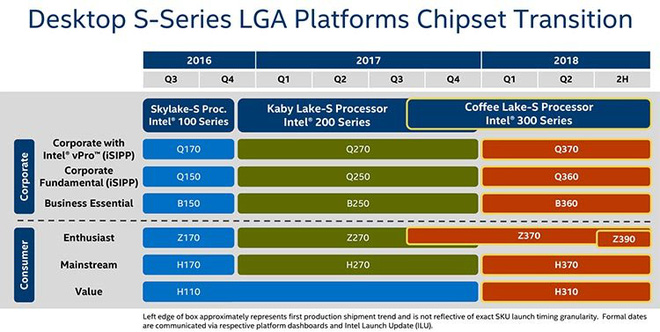 Desktop S-Series LGA Platforms Chipset Transition
2016 2017 2018
Q3 Q4 Q1 Q2 Q3 Q4 Q1 Q2 2H
Skylake-S Proc.
Intel® 100 Series
Kaby Lake-S Processor
Intel® 200 Series
Coffee Lake-S Processor
Intel® 300 Series
Corporate
Corporate with
Intel® vPro™ (iSIPP)
Q170 Q270 Q370
Corporate
Fundamental (iSIPP)
Q150 Q250 Q360
Business Essential B150 B250 B360
Consumer
Enthusiast Z170 Z270 Z370 Z390
Mainstream H170 H270 H370
Value H110 H310
Left edge of box approximately represents first production shipment trend and is not reflective of exact SKU launch timing granularity. Formal dates
are communicated via respective platform dashboards and Intel Launch Update (ILU).